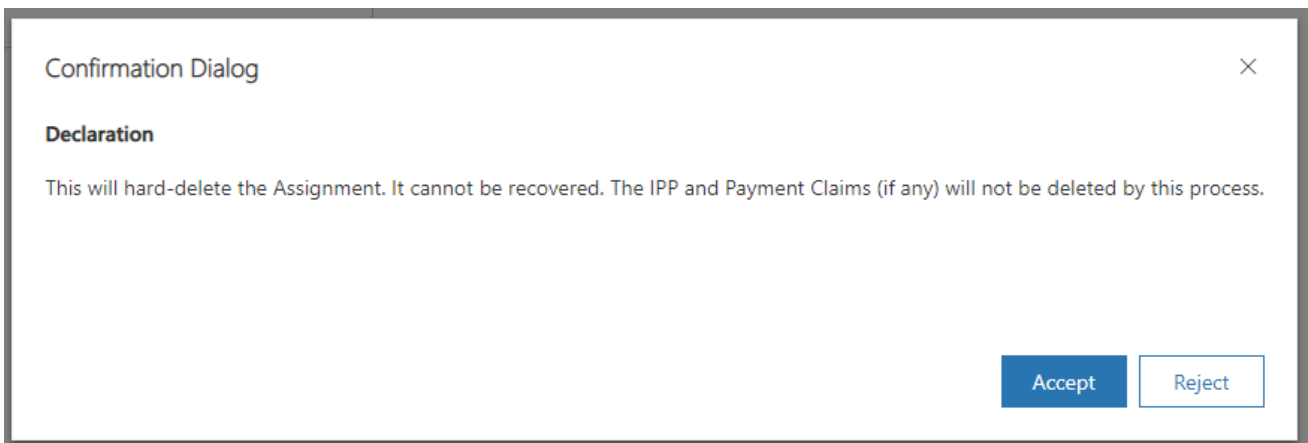 Confirmation Dialog
Declaration
This will hard-delete the Assignment. It cannot be recovered. The IPP and Payment Claims (if any) will not be deleted by this process.
Accept Reject